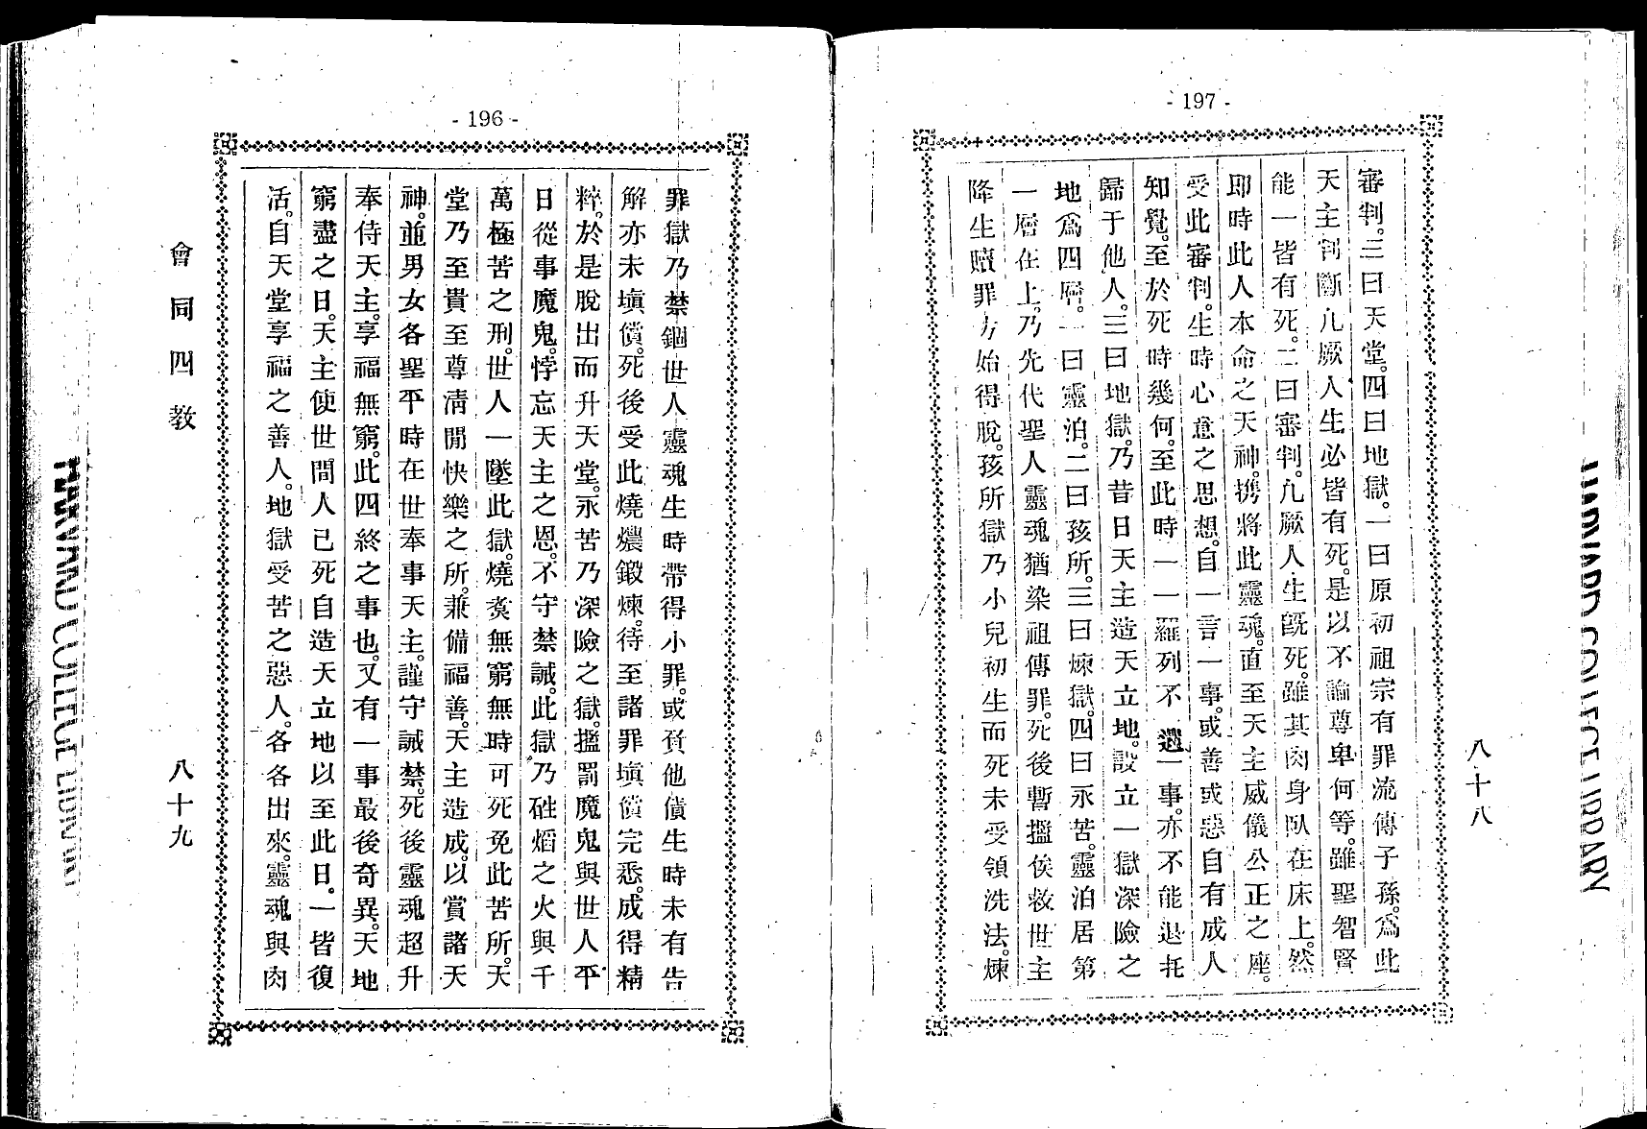 - 197 -
審判。三曰天堂。四曰地獄。一曰原初祖宗有罪流傳子孫。爲此
天主判斷凡厥人生必皆有死。是以不論尊卑何等。雖聖智賢
能一皆有死。二曰審判。凡厥人生旣死。雖其肉身臥在床上。然
卽時此人本命之天神。携將此靈魂。直至天主威儀公正之座。
受此審判。生時心意之思想。自一言一事。或善或惡自有成人
知覺。至於死時幾何。至此時一一羅列不遺一事。亦不能退托
歸于他人。三曰地獄。乃昔日天主造天立地。設立一獄深險之
地爲四層。一曰靈泊。二曰孩所。三曰煉獄。四曰永苦。靈泊居第
一層在上。乃先代聖人靈魂猶染祖傳罪。死後暫搵俟救世主
降生贖罪方始得脫。孩所獄乃小兒初生而死未受領洗法。煉
八十八
- 196 -
罪獄乃禁錮世人靈魂生時帶得小罪。或負他債生時未有告
解亦未塡償。死後受此燒燶鍛煉。待至諸罪塡償完悉。成得精
粹。於是脫出而升天堂。永苦乃深險之獄。搵罰魔鬼與世人平
日從事魔鬼。悖忘天主之恩。不守禁誡。此獄乃硂熖之火與千
萬極苦之刑。世人一墜此獄。燒炙無窮無時可死免此苦所。天
堂乃至貴至尊淸閒快樂之所。兼備福善。天主造成。以賞諸天
神。並男女各聖平時在世奉事天主。謹守誡禁。死後靈魂超升
奉侍天主。享福無窮。此四終之事也。又有一事最後奇異。天地
窮盡之日。天主使世間人已死自造天立地以至此日。一皆復
活。自天堂享福之善人。地獄受苦之惡人。各各出來。靈魂與肉
會同四敎
八十九
HARVARD COLLEGE LIBRARY
HARVARD COLLEGE LIBRARY